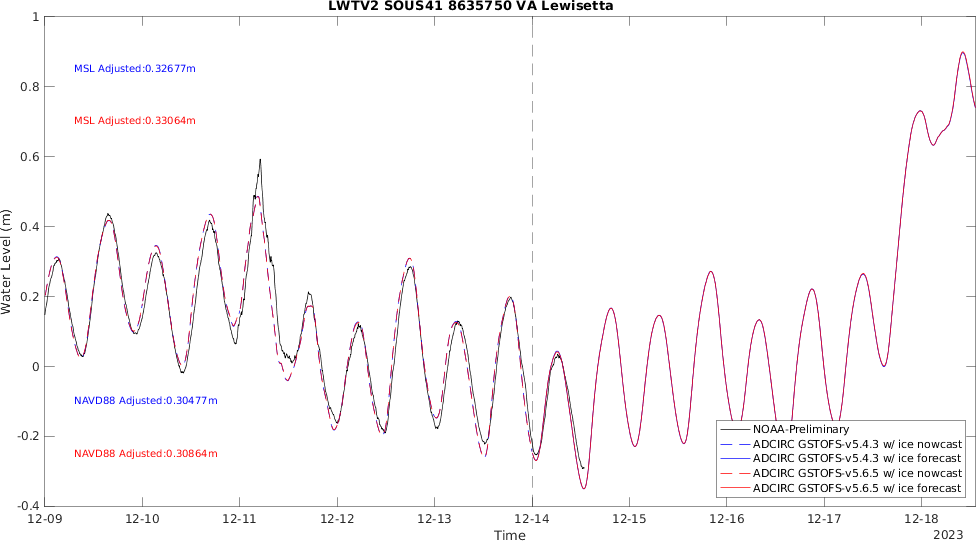 LWTV2 SOUS41 8635750 VA Lewisetta
1
0.8
0.6
0.4
0.2
0
-0.2
-0.4
Water Level (m)
MSL Adjusted:0.32677m
MSL Adjusted:0.33064m
NAVD88 Adjusted:0.30477m
NAVD88 Adjusted:0.30864m
NOAA-Preliminary
ADCIRC GSTOFS-v5.4.3 w/ ice nowcast
ADCIRC GSTOFS-v5.4.3 w/ ice forecast
ADCIRC GSTOFS-v5.6.5 w/ ice nowcast
ADCIRC GSTOFS-v5.6.5 w/ ice forecast
12-09 12-10 12-11 12-12 12-13 12-14 12-15 12-16 12-17 12-18
Time
2023